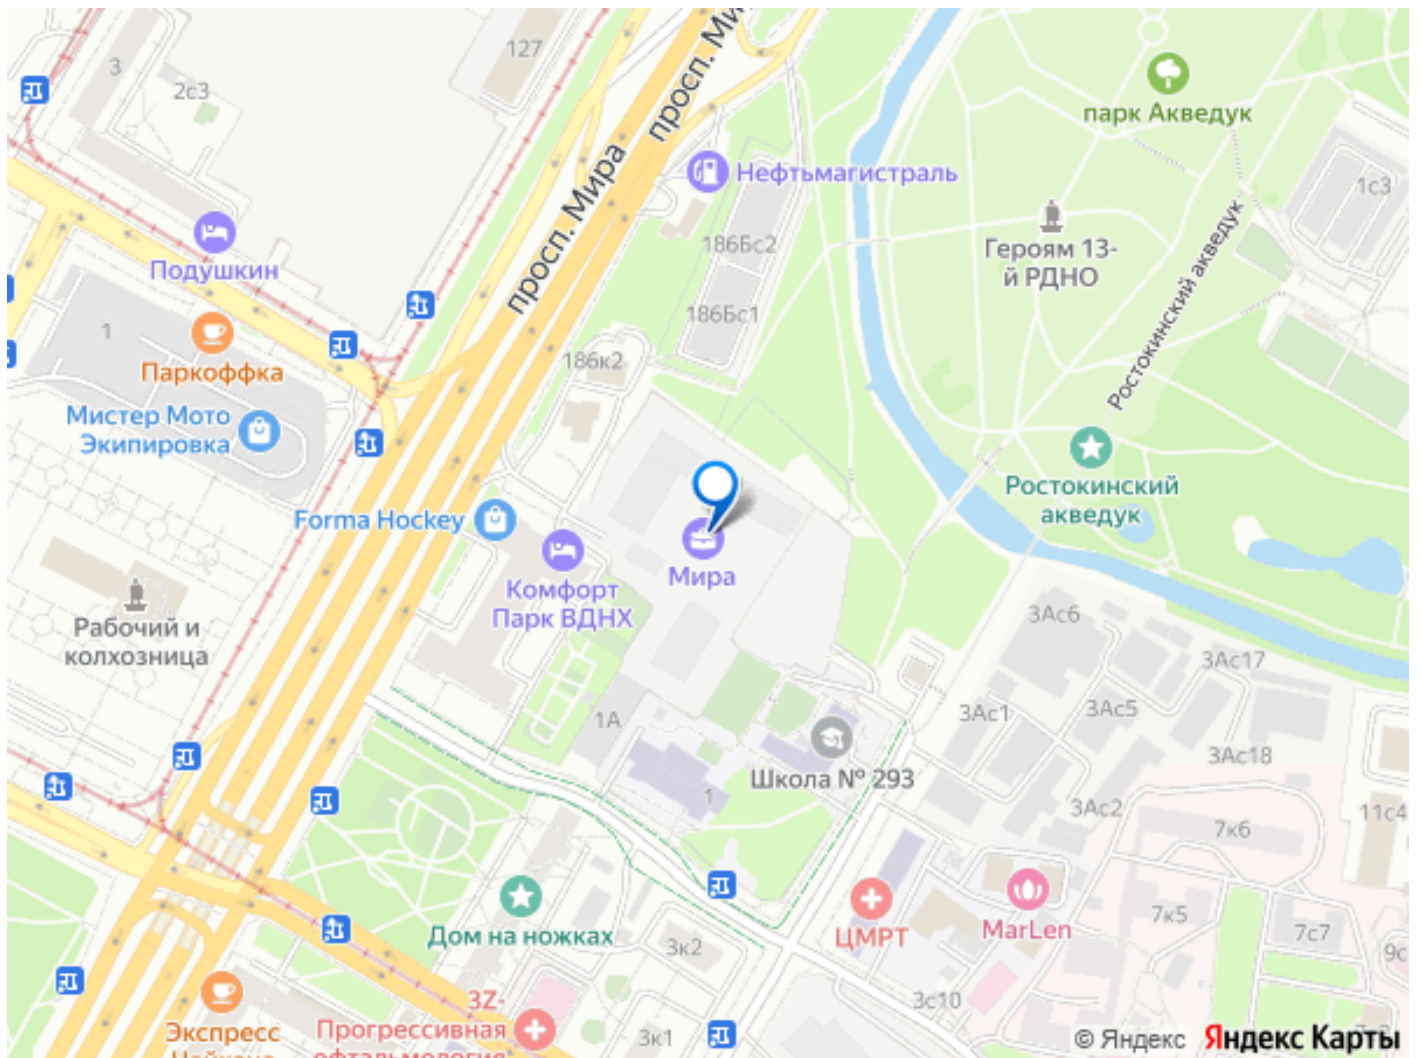 127
просп. Ми
3
2с3
парк Акведук
просп. Мира
Нефтьмагистраль
1с3
Ростокинский акведук
Героям 13-
й РДНО
186Бс2
Подушкин
186Бс1
1
Паркоффка
186к2
Мистер Мото
Экипировка
Ростокинский
акведук
Forma Hockey
Мира
Комфорт
Парк ВДНХ
3Ас6
Рабочий и
колхозница
3Ас17
1А
3Ас1
3Ас5
3Ас18
Школа № 293
1
3Ас2
7к6
11с4
MarLen
7к5
7с7
Дом на ножках
3к2
ЦМРТ
9с
3с10
3Z-
Прогрессивная
офтальмология
Экспресс
3к1
© Яндекс Яндекс Карты